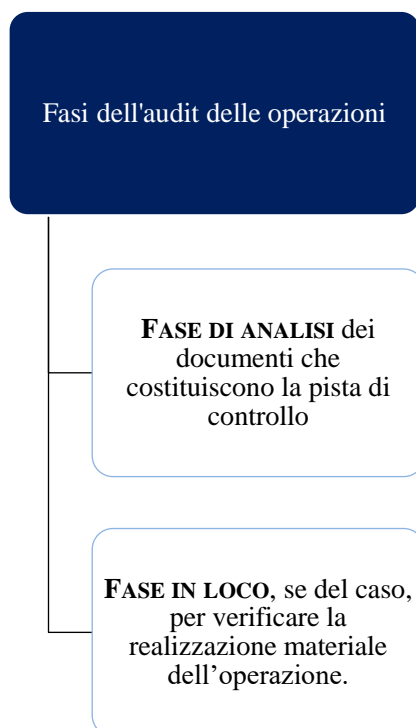 Fasi dell'audit delle operazioni
FASE DI ANALISI dei
documenti che
costituiscono la pista di
controllo
FASE IN LOCO, se del caso,
per verificare la
realizzazione materiale
dell’operazione.